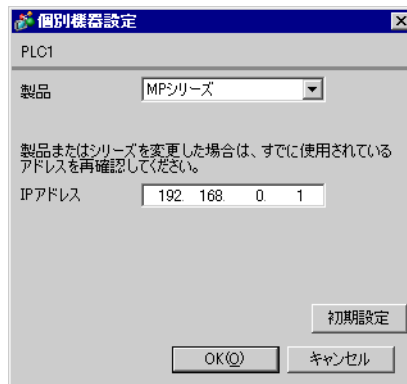 個別機器設定
PLC1
製品 MPシリーズ
製品またはシリーズを変更した場合は、すでに使用されている
アドレスを再確認してください。
IPアドレス 192. 168. 0. 1
初期設定
OK(O) キャンセル